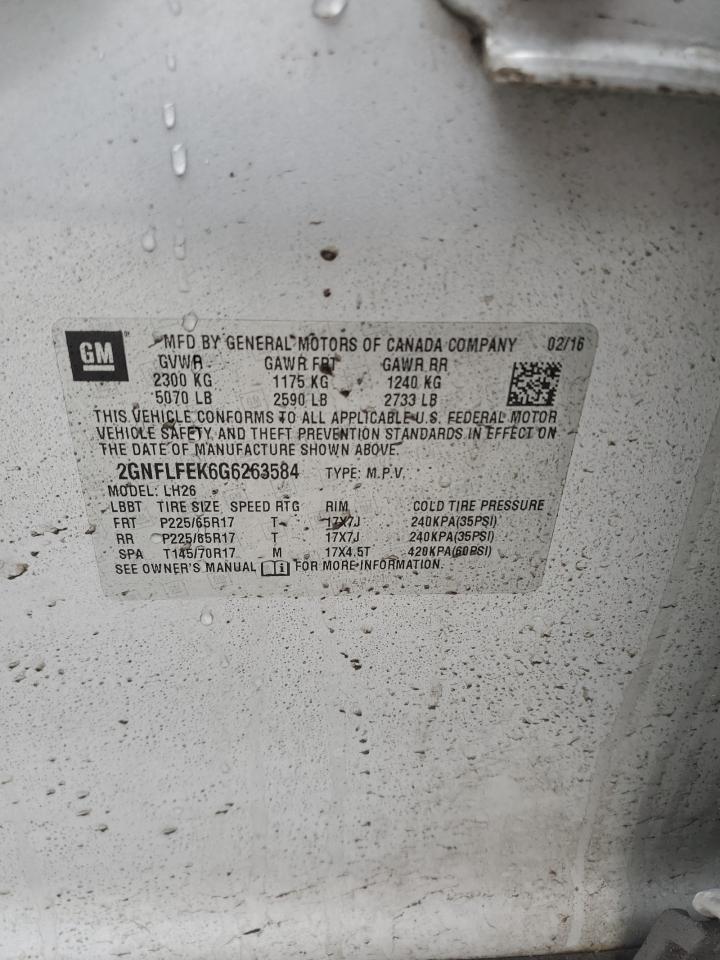 GM
MFD BY GENERAL MOTORS OF CANADA COMPANY 02/16
GVWR GAWR FRT GAWR RR
2300 KG 1175 KG 1240 KG
5070 LB 2590 LB 2733 LB
THIS VEHICLE CONFORMS TO ALL APPLICABLE U.S. FEDERAL MOTOR
VEHICLE SAFETY AND THEFT PREVENTION STANDARDS IN EFFECT ON
THE DATE OF MANUFACTURE SHOWN ABOVE.
2GNFLFEK6G6263584 TYPE: M.P.V.
MODEL: LH26
LBBT TIRE SIZE SPEED RTG RIM COLD TIRE PRESSURE
FRT P225/65R17 T 17X7J 240KPA(35PSI)
RR P225/65R17 T 17X7J 240KPA(35PSI)
SPA T145/70R17 M 17X4.5T 420KPA(60PSI)
SEE OWNER'S MANUAL FOR MORE INFORMATION.